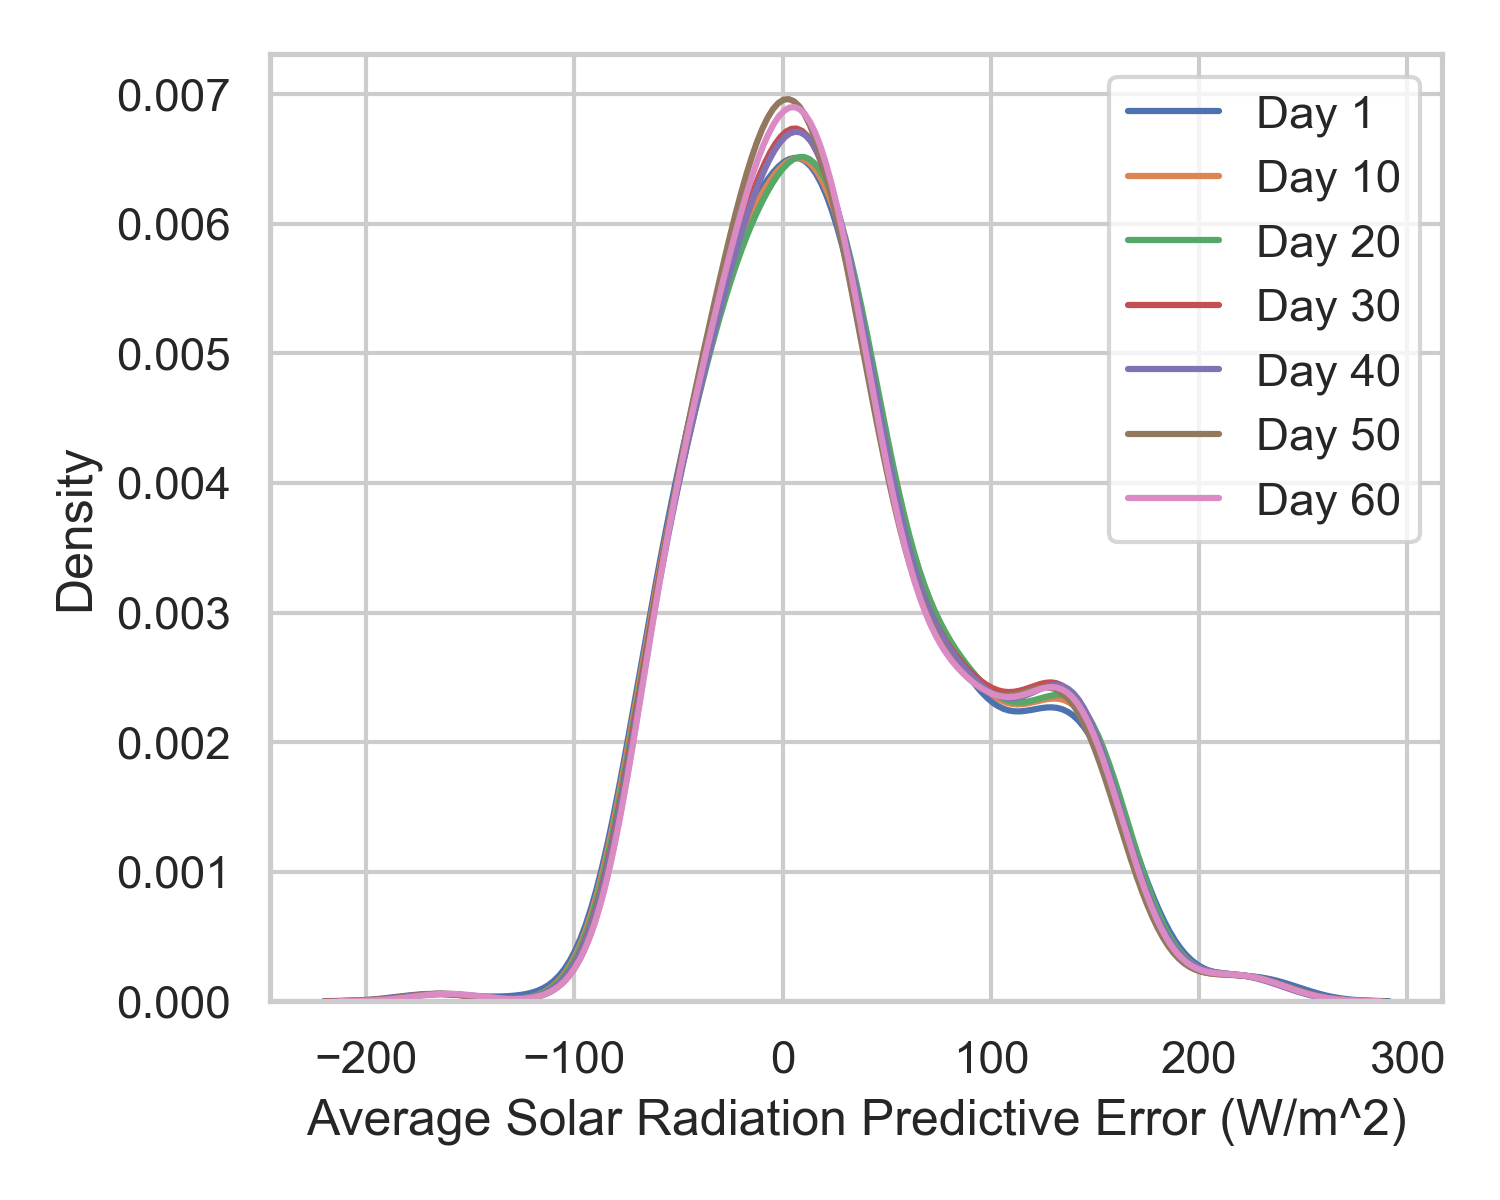 0.007
0.006
0.005
0.004
0.003
0.002
0.001
0.000
Density
−200
−100
0
100
200
300
Average Solar Radiation Predictive Error (W/m^2)
Day 1
Day 10
Day 20
Day 30
Day 40
Day 50
Day 60